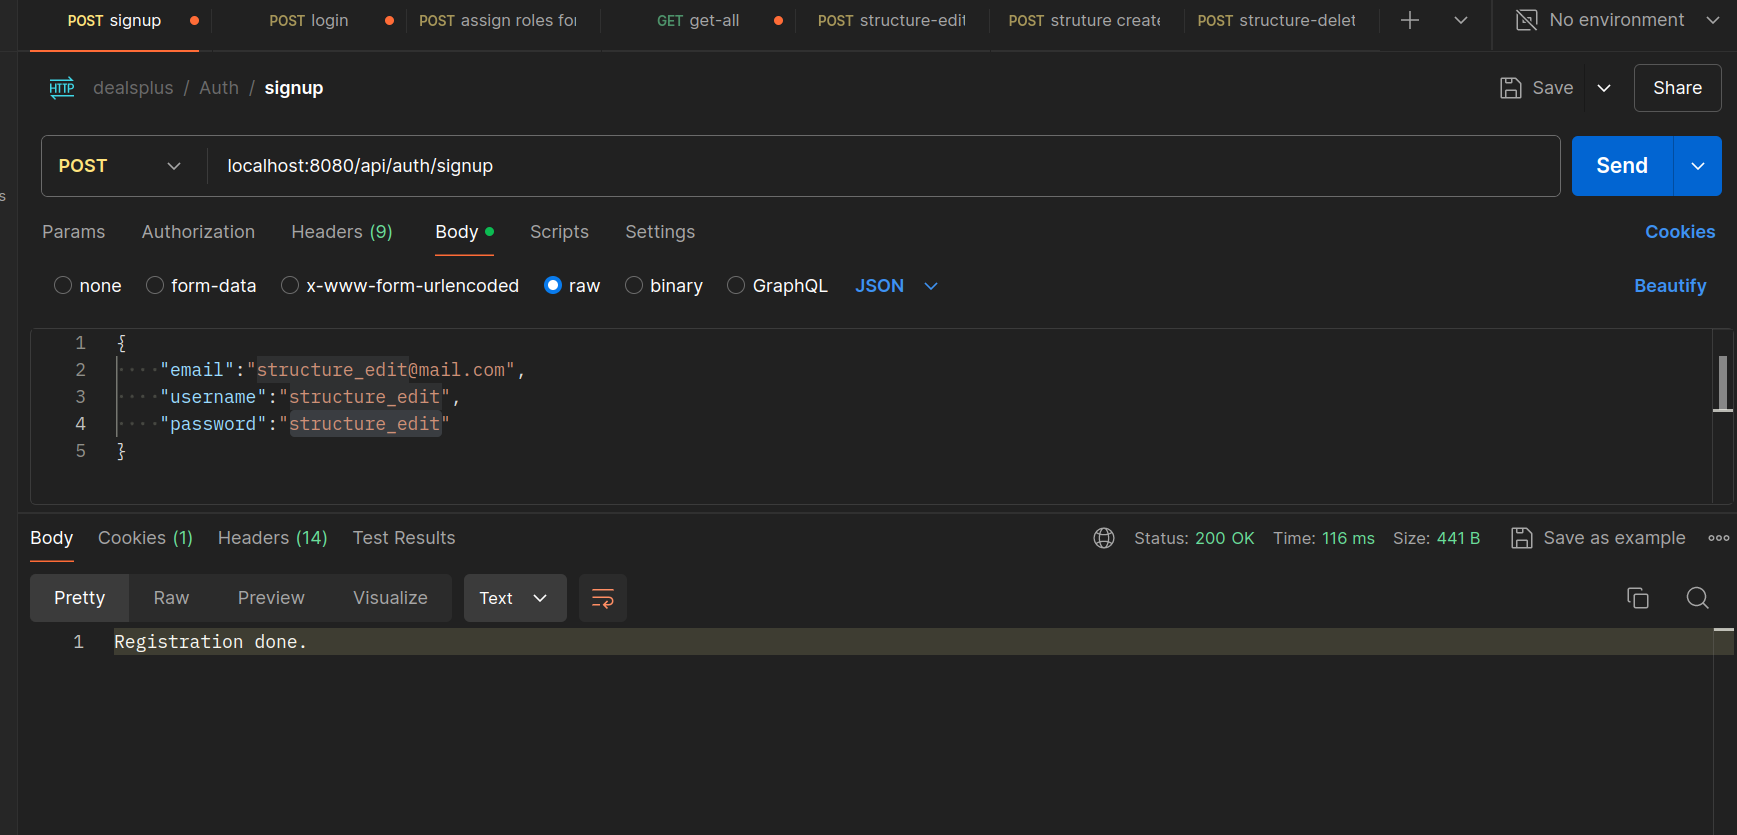 POST signup POST login POST assign roles for GET get-all POST structure-edit POST struture create POST structure-delet No environment
HTTP dealsplus / Auth / signup Save Share
POST localhost:8080/api/auth/signup Send
s
Params Authorization Headers (9) Body Scripts Settings Cookies
none form-data x-www-form-urlencoded raw binary GraphQL JSON Beautify
1 {
2 ····"email":"structure_edit@mail.com",
3 ····"username":"structure_edit",
4 ····"password":"structure_edit"
5 }
Body Cookies (1) Headers (14) Test Results Status: 200 OK Time: 116 ms Size: 441 B Save as example
Pretty Raw Preview Visualize Text
1 Registration done.